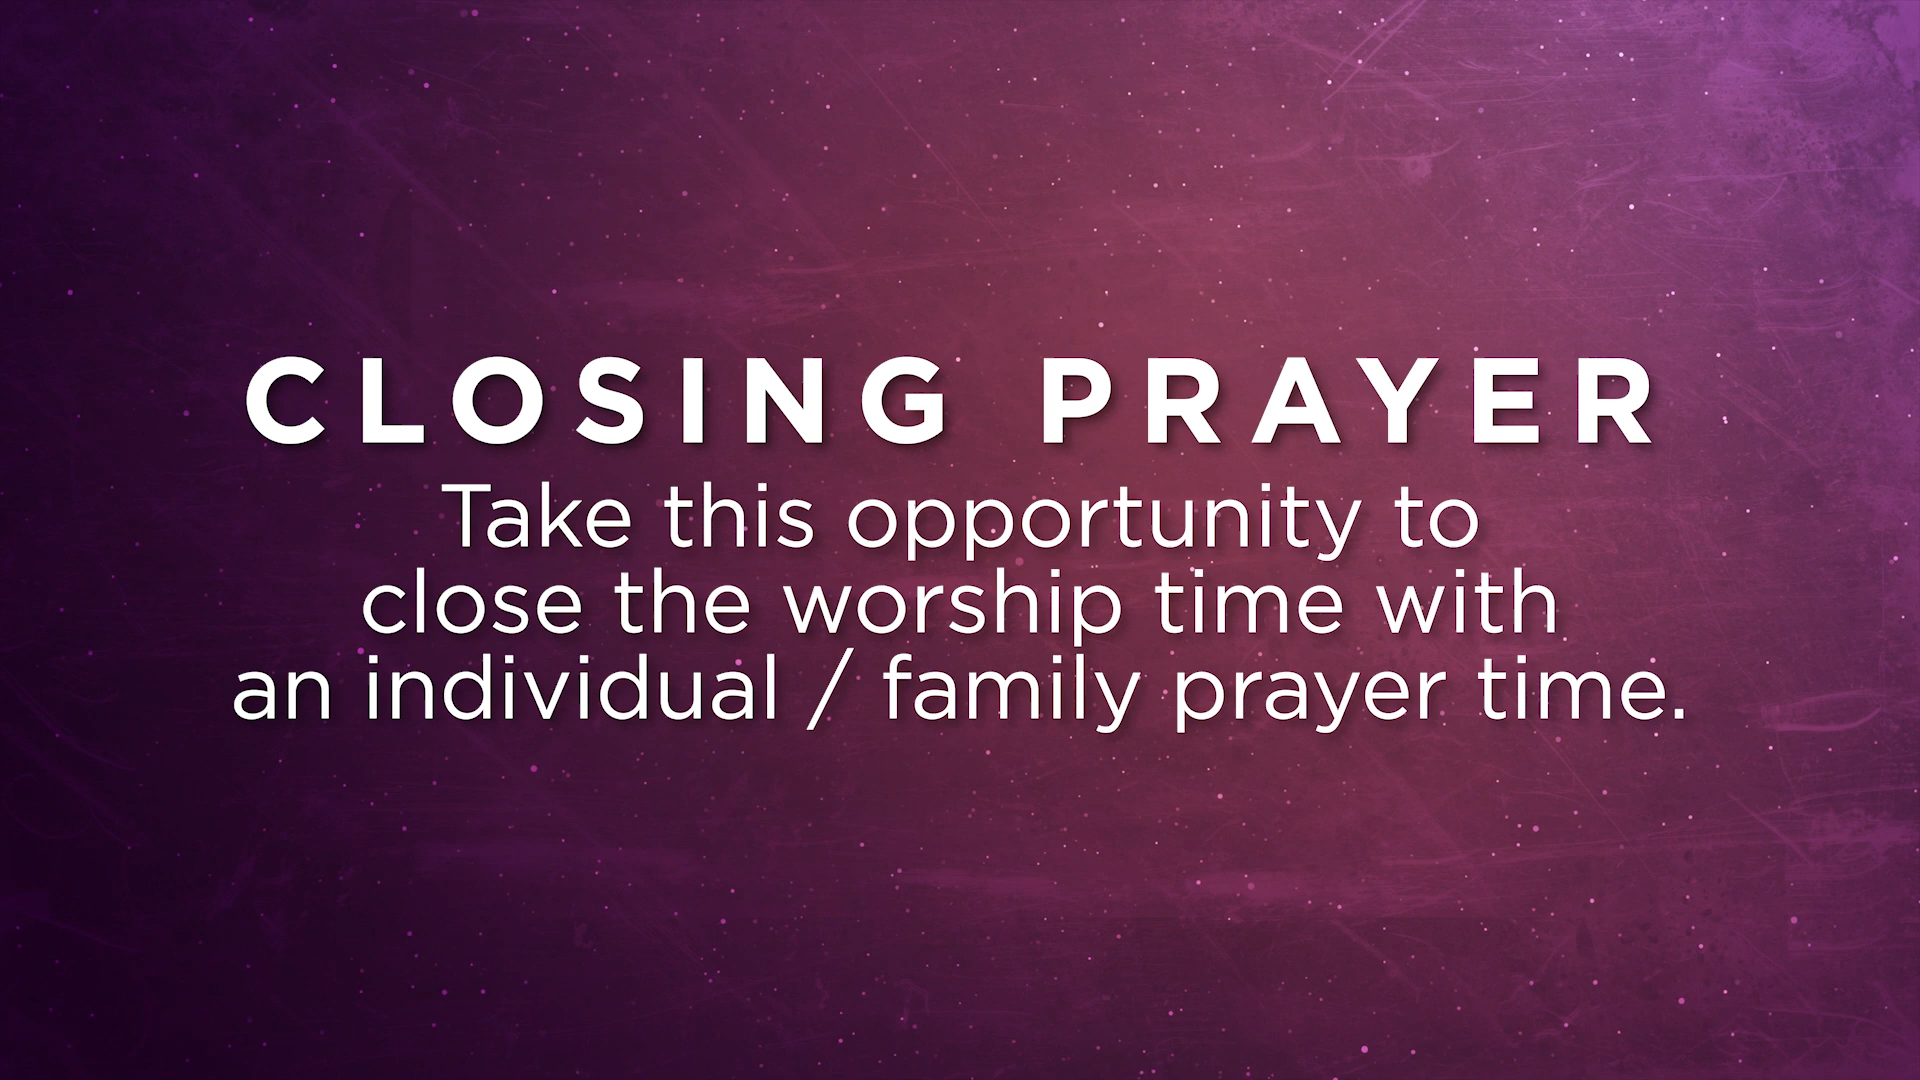 CLOSING PRAYER
Take this opportunity to
close the worship time with
an individual / family prayer time.